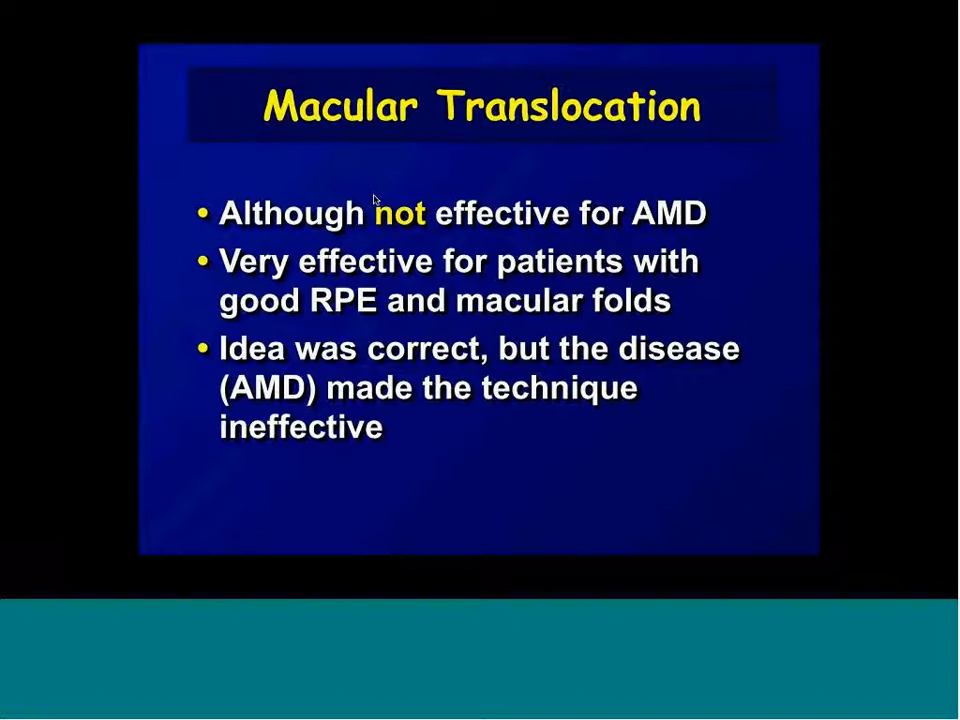 Macular Translocation
• Although not effective for AMD
• Very effective for patients with
good RPE and macular folds
• Idea was correct, but the disease
(AMD) made the technique
ineffective